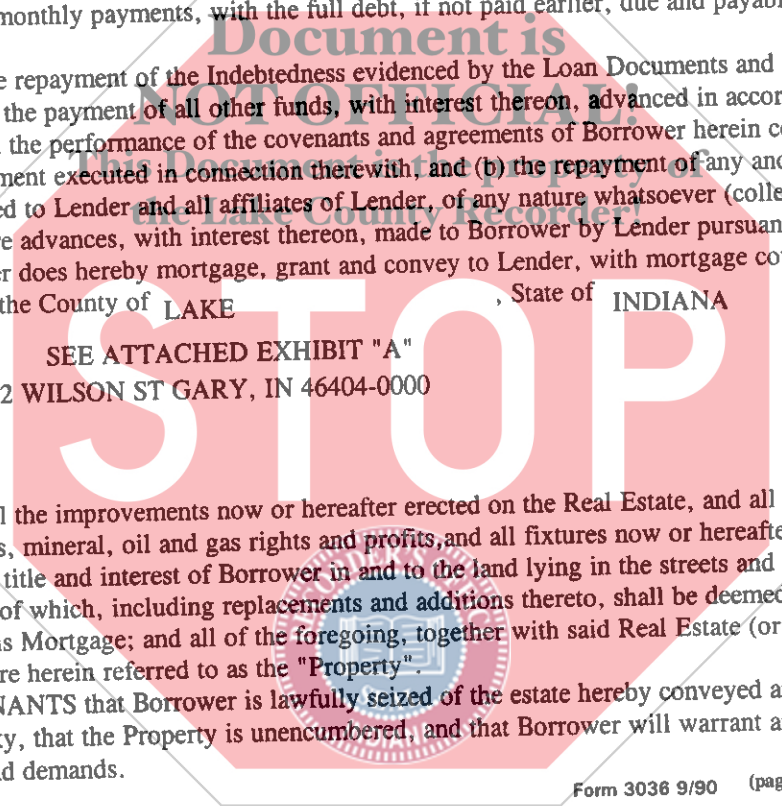 monthly payments, with the full debt, if not paid earlier, due and payabl
Document is
e repayment of the Indebtedness evidenced by the Loan Documents and
NOT OFFICIAL!
the payment of all other funds, with interest thereon, advanced in accor
the performance of the covenants and agreements of Borrower herein c
This Document is the property of
ment executed in connection therewith, and (b) the repayment of any and
ed to Lender and all affiliates of Lender, of any nature whatsoever (colle
the Lake County Recorder!
re advances, with interest thereon, made to Borrower by Lender pursuan
er does hereby mortgage, grant and convey to Lender, with mortgage co
the County of LAKE , State of INDIANA
STOP
SEE ATTACHED EXHIBIT "A"
2 WILSON ST GARY, IN 46404-0000
l the improvements now or hereafter erected on the Real Estate, and all
s, mineral, oil and gas rights and profits,and all fixtures now or hereafte
title and interest of Borrower in and to the land lying in the streets and
of which, including replacements and additions thereto, shall be deemed
is Mortgage; and all of the foregoing, together with said Real Estate (or
re herein referred to as the "Property".
NANTS that Borrower is lawfully seized of the estate hereby conveyed a
ty, that the Property is unencumbered, and that Borrower will warrant a
nd demands.
Form 3036 9/90 (pag